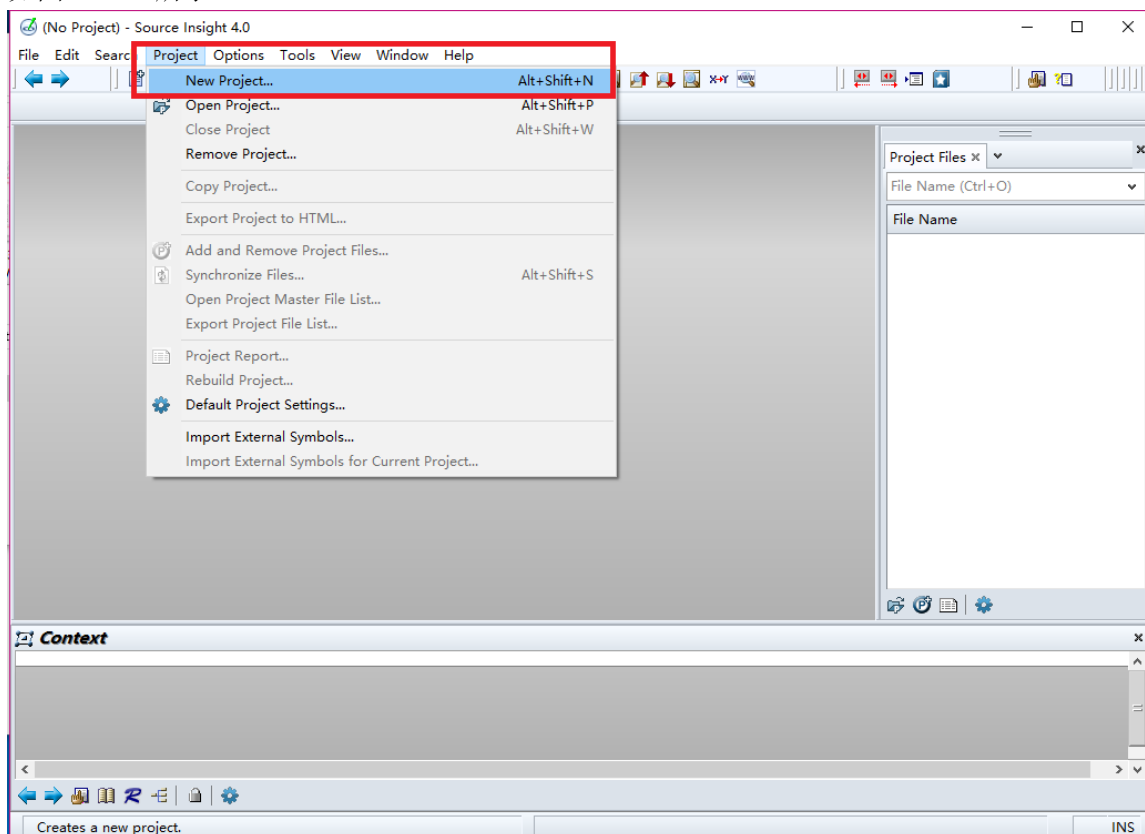 (No Project) - Source Insight 4.0
File Edit Search Project Options Tools View Window Help
New Project... Alt+Shift+N
Open Project... Alt+Shift+P
Close Project Alt+Shift+W
Remove Project...
Copy Project...
Export Project to HTML...
Add and Remove Project Files...
Synchronize Files... Alt+Shift+S
Open Project Master File List...
Export Project File List...
Project Report...
Rebuild Project...
Default Project Settings...
Import External Symbols...
Import External Symbols for Current Project...
Project Files
File Name (Ctrl+O)
File Name
Context
Creates a new project. INS